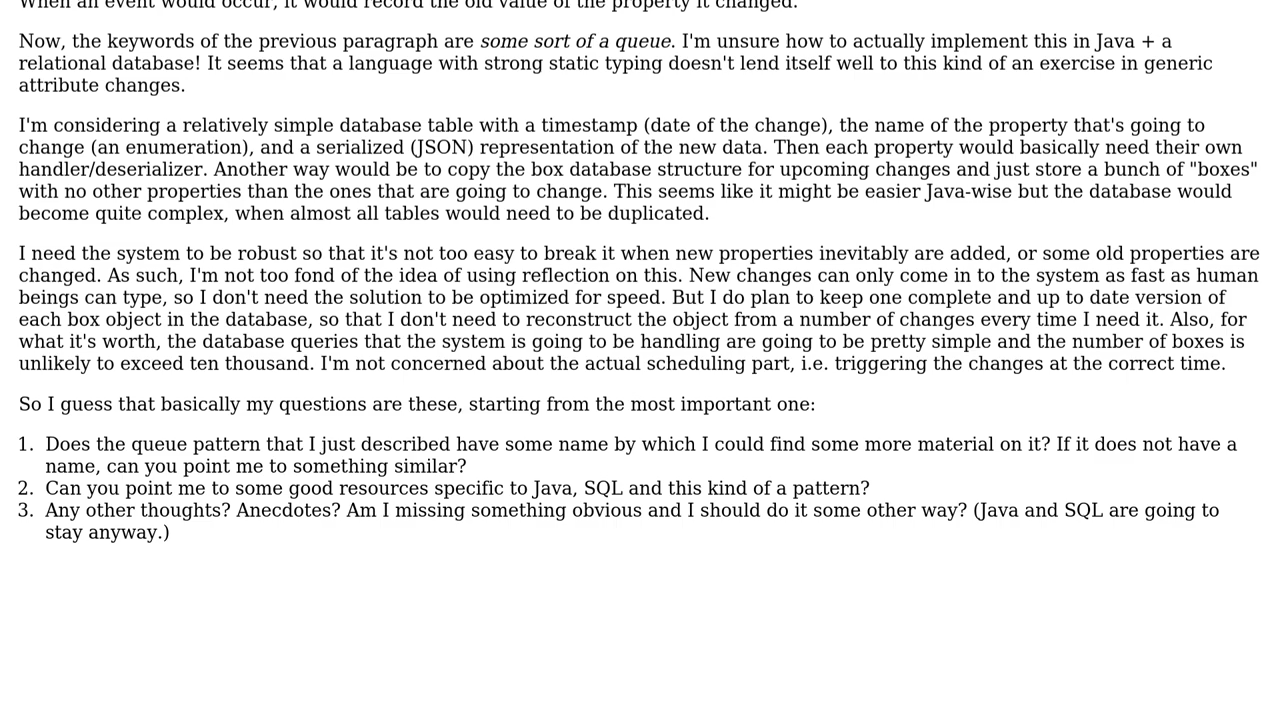 When an event would occur, it would record the old value of the property it changed.
Now, the keywords of the previous paragraph are some sort of a queue. I'm unsure how to actually implement this in Java + a
relational database! It seems that a language with strong static typing doesn't lend itself well to this kind of an exercise in generic
attribute changes.
I'm considering a relatively simple database table with a timestamp (date of the change), the name of the property that's going to
change (an enumeration), and a serialized (JSON) representation of the new data. Then each property would basically need their own
handler/deserializer. Another way would be to copy the box database structure for upcoming changes and just store a bunch of "boxes"
with no other properties than the ones that are going to change. This seems like it might be easier Java-wise but the database would
become quite complex, when almost all tables would need to be duplicated.
I need the system to be robust so that it's not too easy to break it when new properties inevitably are added, or some old properties are
changed. As such, I'm not too fond of the idea of using reflection on this. New changes can only come in to the system as fast as human
beings can type, so I don't need the solution to be optimized for speed. But I do plan to keep one complete and up to date version of
each box object in the database, so that I don't need to reconstruct the object from a number of changes every time I need it. Also, for
what it's worth, the database queries that the system is going to be handling are going to be pretty simple and the number of boxes is
unlikely to exceed ten thousand. I'm not concerned about the actual scheduling part, i.e. triggering the changes at the correct time.
So I guess that basically my questions are these, starting from the most important one:
1. Does the queue pattern that I just described have some name by which I could find some more material on it? If it does not have a
name, can you point me to something similar?
2. Can you point me to some good resources specific to Java, SQL and this kind of a pattern?
3. Any other thoughts? Anecdotes? Am I missing something obvious and I should do it some other way? (Java and SQL are going to
stay anyway.)